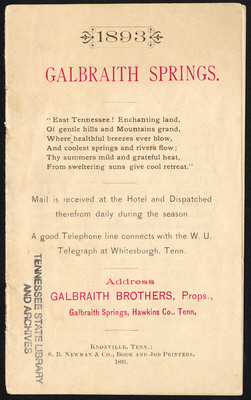 1893
GALBRAITH SPRINGS.
" East Tennessee! Enchanting land,
Of gentle hills and Mountains grand,
Where healthful breezes ever blow,
And coolest springs and rivers flow;
Thy summers mild and grateful heat,
From sweltering suns give cool retreat."
Mail is received at the Hotel and Dispatched
therefrom daily during the season.
A good Telephone line connects with the W. U.
Telegraph at Whitesburgh, Tenn.
Address
GALBRAITH BROTHERS, Props.,
Galbraith Springs, Hawkins Co., Tenn,
KNOXVILLE, TENN.:
S. B. NEWMAN & CO., BOOK AND JOB PRINTERS.
1893.
TENNESSEE STATE LIBRARY
AND ARCHIVES